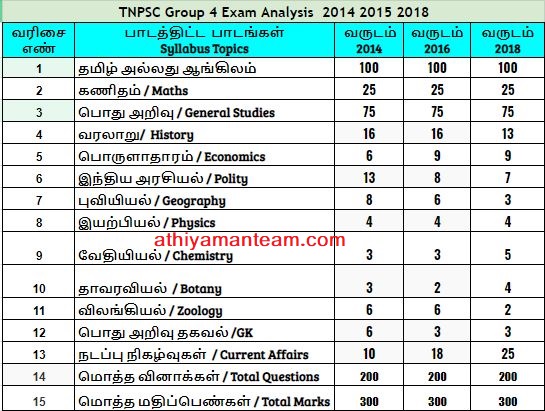 TNPSC Group 4 Exam Analysis 2014 2015 2018
வரிசை எண் பாடத்திட்ட பாடங்கள் Syllabus Topics வருடம் 2014 வருடம் 2016 வருடம் 2018
1 தமிழ் அல்லது ஆங்கிலம் 100 100 100
2 கணிதம் / Maths 25 25 25
3 பொது அறிவு / General Studies 75 75 75
4 வரலாறு/ History 16 16 13
5 பொருளாதாரம் / Economics 6 9 9
6 இந்திய அரசியல் / Polity 13 8 7
7 புவியியல் / Geography 8 6 3
8 இயற்பியல் / Physics 4 4 4
athiyamanteam.com
9 வேதியியல் / Chemistry 3 3 5
10 தாவரவியல் / Botany 3 2 4
11 விலங்கியல் / Zoology 6 6 2
12 பொது அறிவு தகவல் /GK 6 3 3
13 நடப்பு நிகழ்வுகள் / Current Affairs 10 18 25
14 மொத்த வினாக்கள் / Total Questions 200 200 200
15 மொத்த மதிப்பெண்கள் / Total Marks 300 300 300